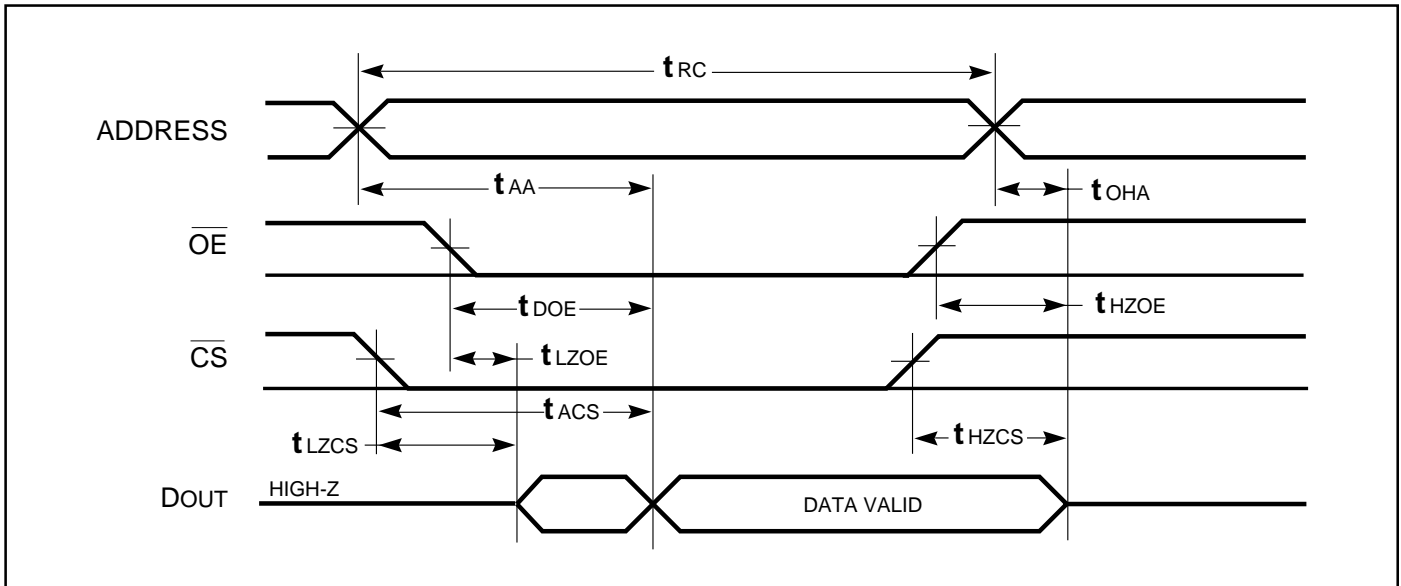 tRC
ADDRESS
tAA
tOHA
OE
tDOE
tHZOE
CS
tLZOE
tACS
tLZCS
tHZCS
DOUT
HIGH-Z
DATA VALID